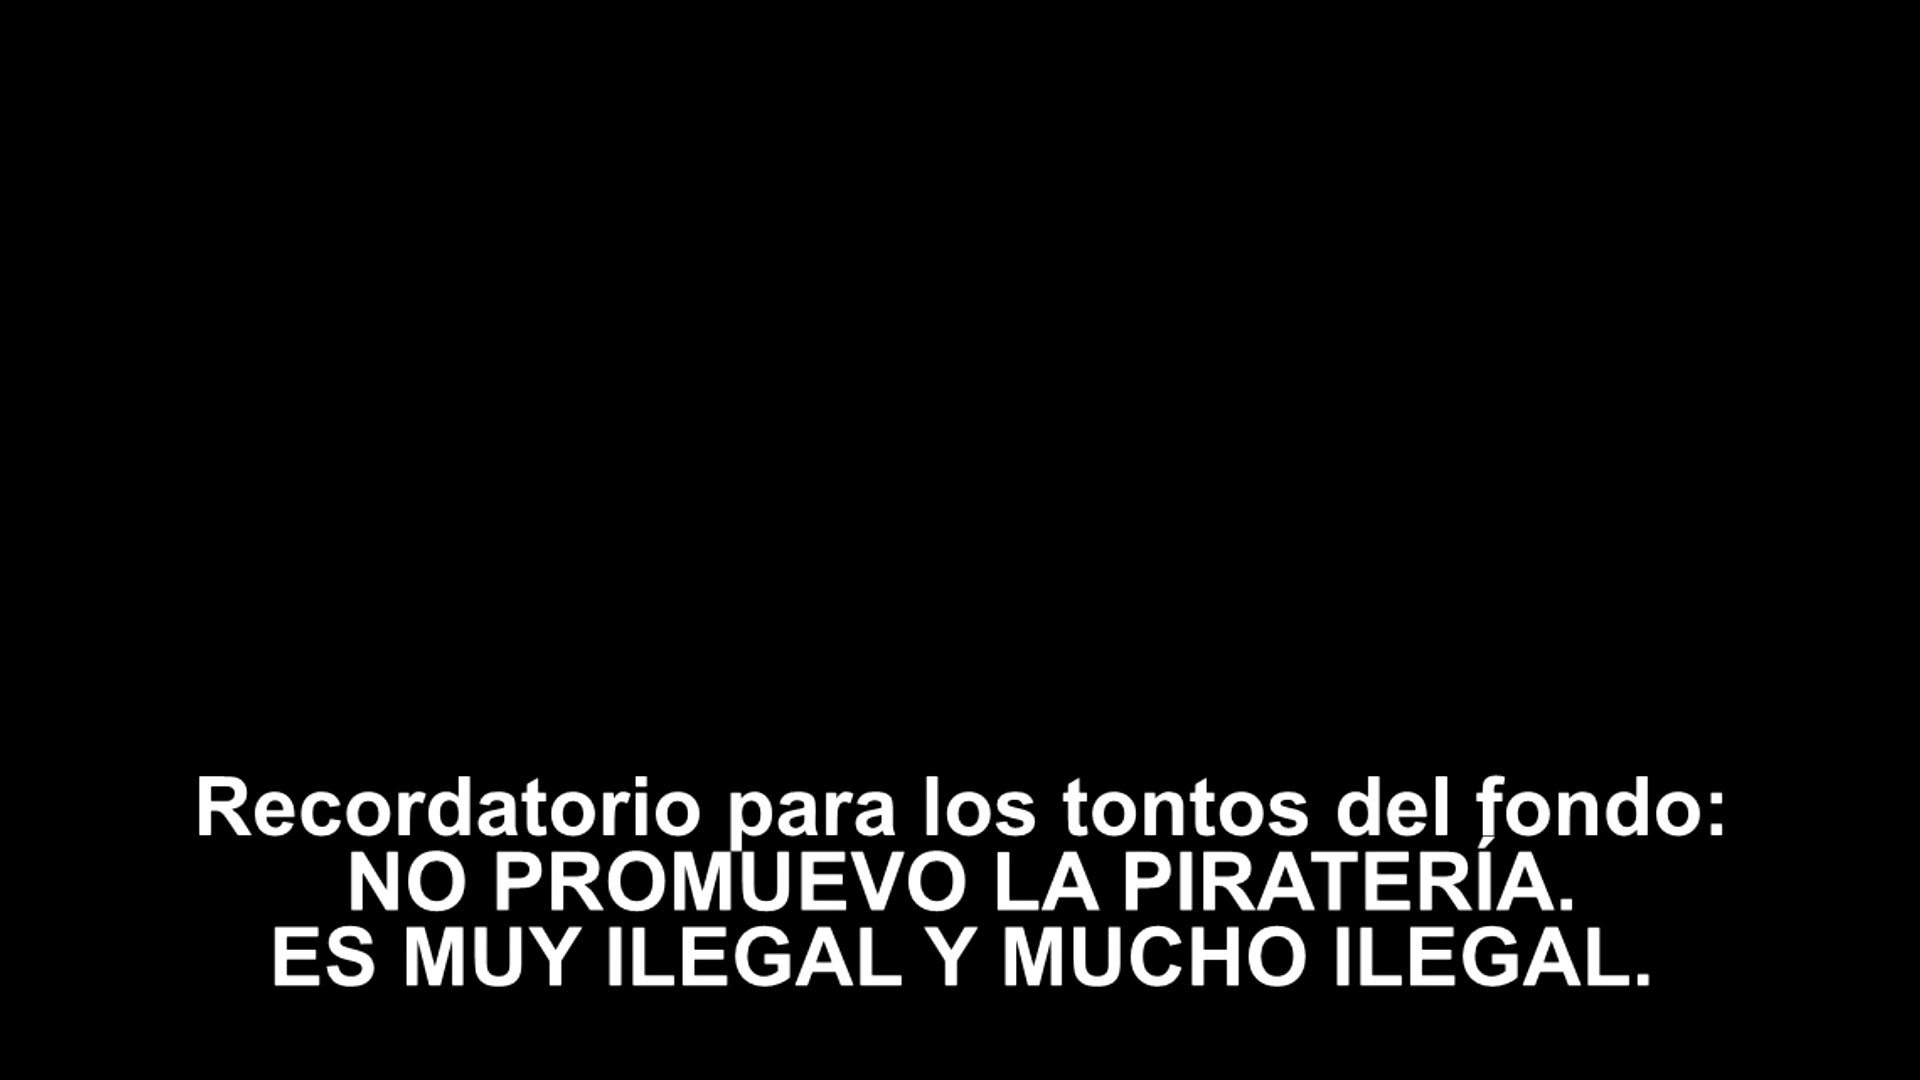 Recordatorio para los tontos del fondo:
NO PROMUEVO LA PIRATERÍA.
ES MUY ILEGAL Y MUCHO ILEGAL.